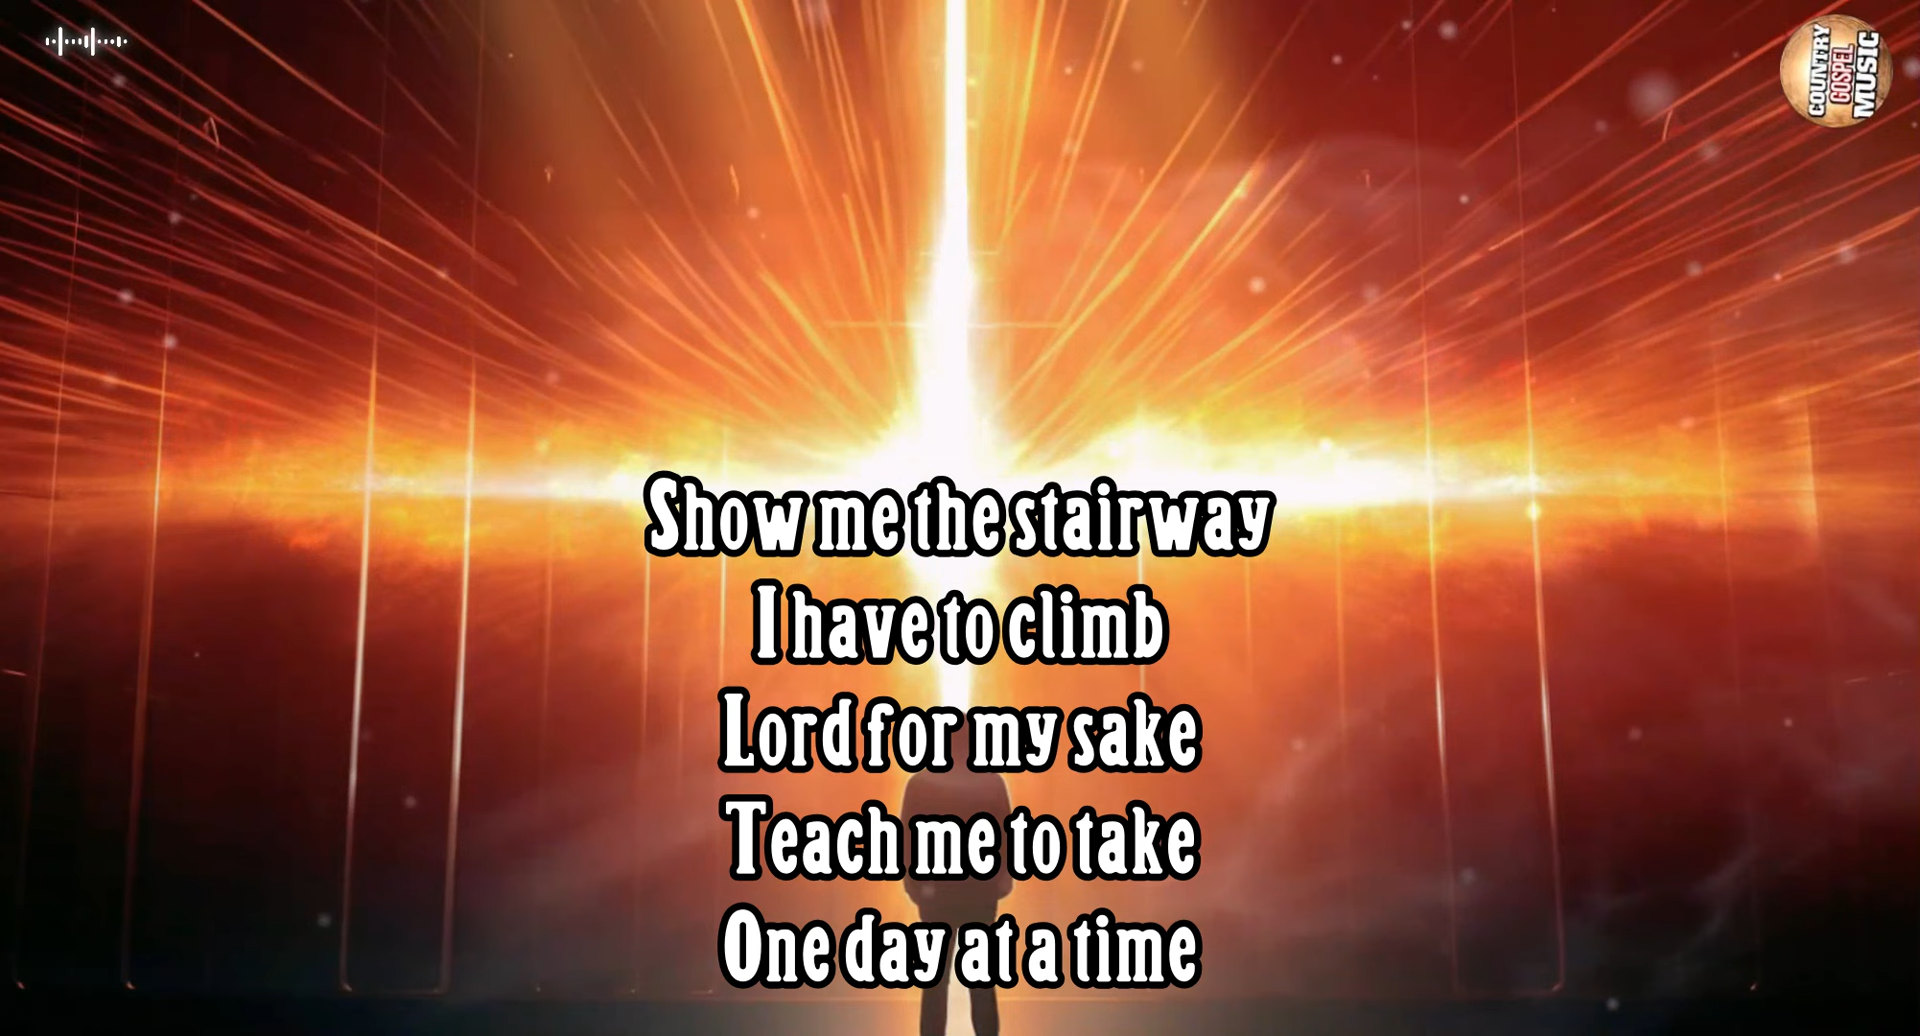 COUNTRY
GOSPEL
MUSIC
Show me the stairway
I have to climb
Lord for my sake
Teach me to take
One day at a time